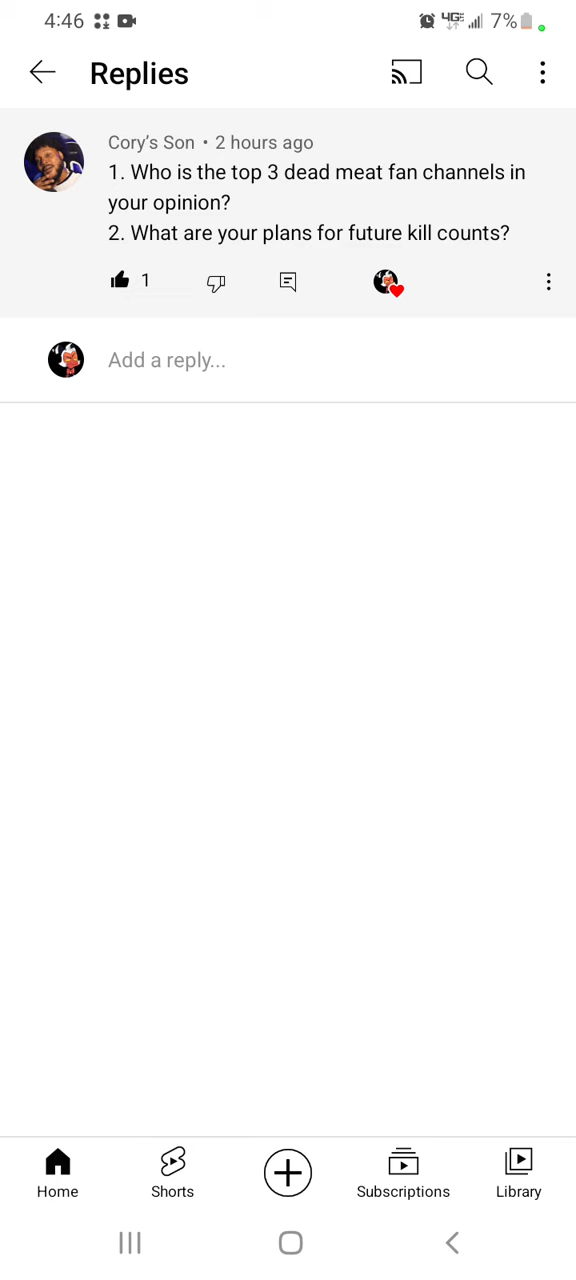 4:46 4G 7%
Replies
Cory's Son • 2 hours ago
1. Who is the top 3 dead meat fan channels in
your opinion?
2. What are your plans for future kill counts?
1
Add a reply...
Home Shorts Subscriptions Library